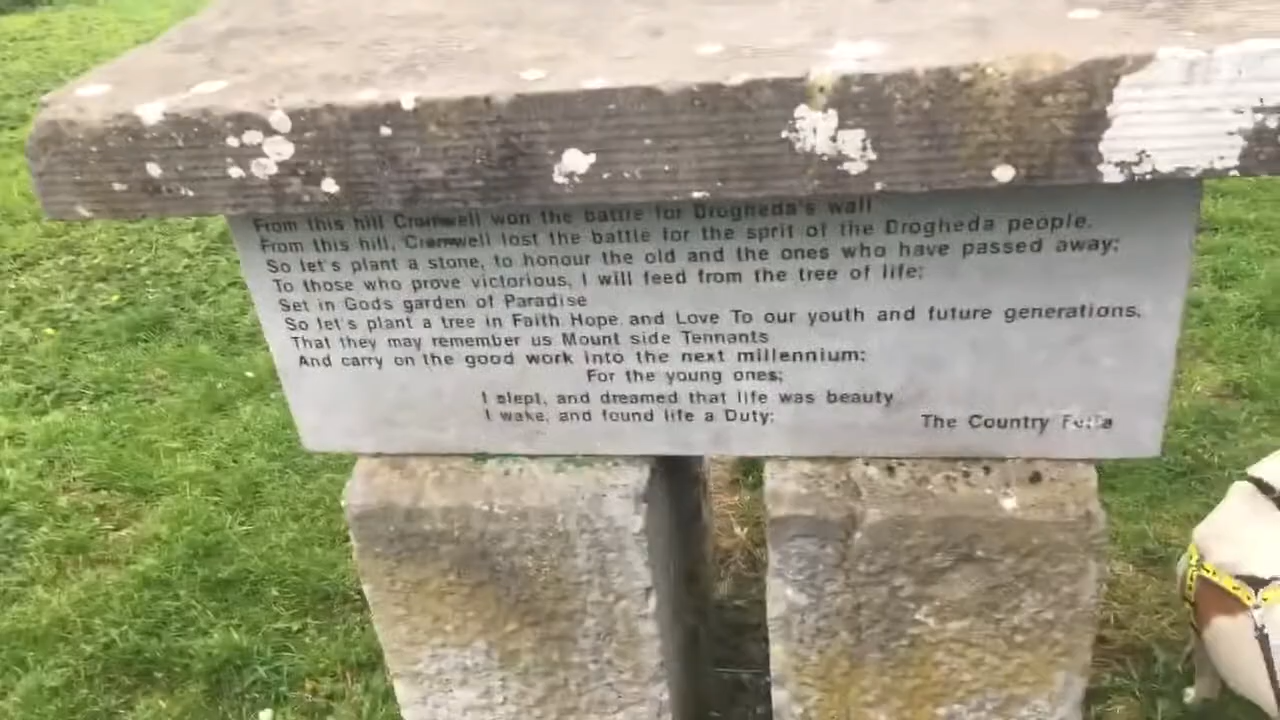 From this hill Cromwell won the battle for Drogheda's wall
From this hill, Cromwell lost the battle for the sprit of the Drogheda people.
So let's plant a stone, to honour the old and the ones who have passed away;
To those who prove victorious, I will feed from the tree of life;
Set in Gods garden of Paradise
So let's plant a tree in Faith Hope and Love To our youth and future generations.
That they may remember us Mount side Tennants
And carry on the good work into the next millennium;
For the young ones;
I slept, and dreamed that life was beauty
I wake, and found life a Duty;
The Country